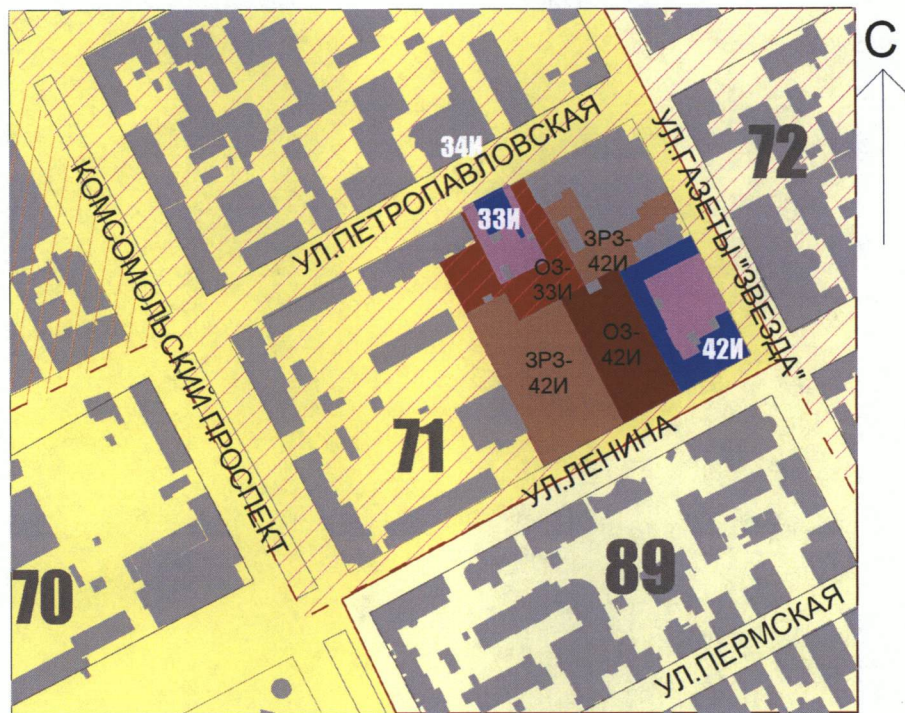 С
72
34И
УЛ.ПЕТРОПАВЛОВСКАЯ
УЛ.ГАЗЕТЫ "ЗВЕЗДА"
КОМСОМОЛЬСКИЙ ПРОСПЕКТ
33И
ЗРЗ-
42И
ОЗ-
33И
ЗРЗ-
42И
ОЗ-
42И
42И
71
УЛ.ЛЕНИНА
70
89
УЛ.ПЕРМСКАЯ